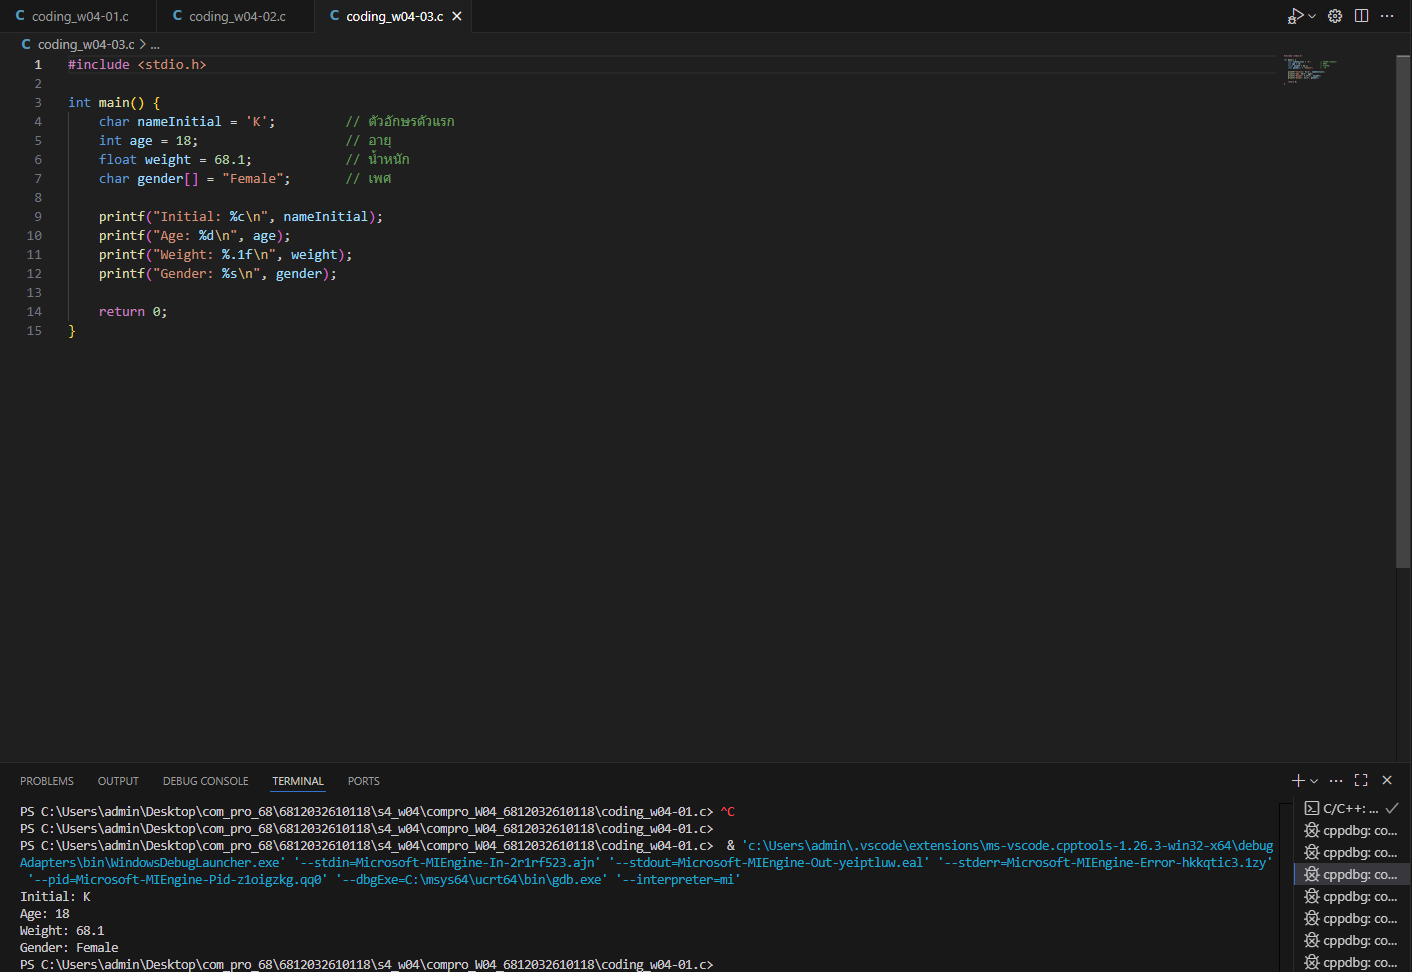 coding_w04-01.c coding_w04-02.c coding_w04-03.c
coding_w04-03.c > ...
1 #include <stdio.h>
2
3 int main() {
4 char nameInitial = 'K'; // ตัวอักษรตัวแรก
5 int age = 18; // อายุ
6 float weight = 68.1; // น้ำหนัก
7 char gender[] = "Female"; // เพศ
8
9 printf("Initial: %c\n", nameInitial);
10 printf("Age: %d\n", age);
11 printf("Weight: %.1f\n", weight);
12 printf("Gender: %s\n", gender);
13
14 return 0;
15 }
PROBLEMS OUTPUT DEBUG CONSOLE TERMINAL PORTS
PS C:\Users\admin\Desktop\com_pro_68\6812032610118\s4_w04\compro_W04_6812032610118\coding_w04-01.c> ^C
PS C:\Users\admin\Desktop\com_pro_68\6812032610118\s4_w04\compro_W04_6812032610118\coding_w04-01.c>
PS C:\Users\admin\Desktop\com_pro_68\6812032610118\s4_w04\compro_W04_6812032610118\coding_w04-01.c> & 'c:\Users\admin\.vscode\extensions\ms-vscode.cpptools-1.26.3-win32-x64\debug
Adapters\bin\WindowsDebugLauncher.exe' '--stdin=Microsoft-MIEngine-In-2r1rf523.ajn' '--stdout=Microsoft-MIEngine-Out-yeiptluw.eal' '--stderr=Microsoft-MIEngine-Error-hkkqtic3.1zy'
'--pid=Microsoft-MIEngine-Pid-z1oigzkg.qq0' '--dbgExe=C:\msys64\ucrt64\bin\gdb.exe' '--interpreter=mi'
Initial: K
Age: 18
Weight: 68.1
Gender: Female
PS C:\Users\admin\Desktop\com_pro_68\6812032610118\s4_w04\compro_W04_6812032610118\coding_w04-01.c>
C/C++: ...
cppdbg: co...
cppdbg: co...
cppdbg: co...
cppdbg: co...
cppdbg: co...
cppdbg: co...
cppdbg: co...